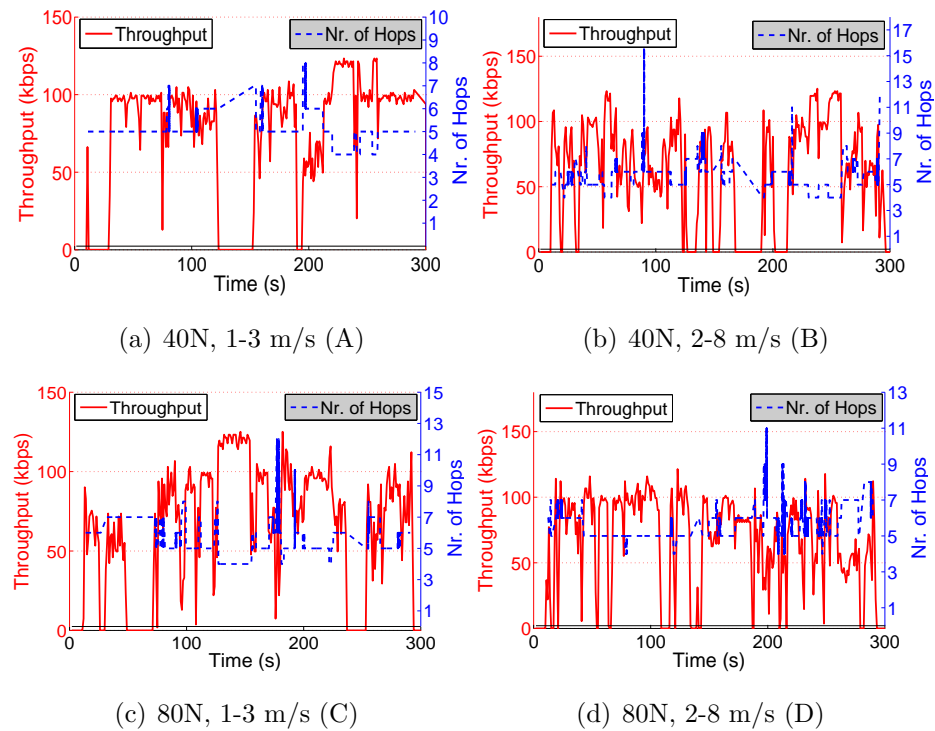 150
100
50
0
Throughput (kbps)
Throughput
Nr. of Hops
10
9
8
7
6
5
4
3
2
1
Nr. of Hops
0
100
200
300
Time (s)
(a) 40N, 1-3 m/s (A)
150
100
50
0
Throughput (kbps)
Throughput
Nr. of Hops
17
15
13
11
9
7
5
3
1
Nr. of Hops
0
100
200
300
Time (s)
(b) 40N, 2-8 m/s (B)
150
100
50
0
Throughput (kbps)
Throughput
Nr. of Hops
15
13
11
9
7
5
3
1
Nr. of Hops
0
100
200
300
Time (s)
(c) 80N, 1-3 m/s (C)
150
100
50
0
Throughput (kbps)
Throughput
Nr. of Hops
13
11
9
7
5
3
1
Nr. of Hops
0
100
200
300
Time (s)
(d) 80N, 2-8 m/s (D)